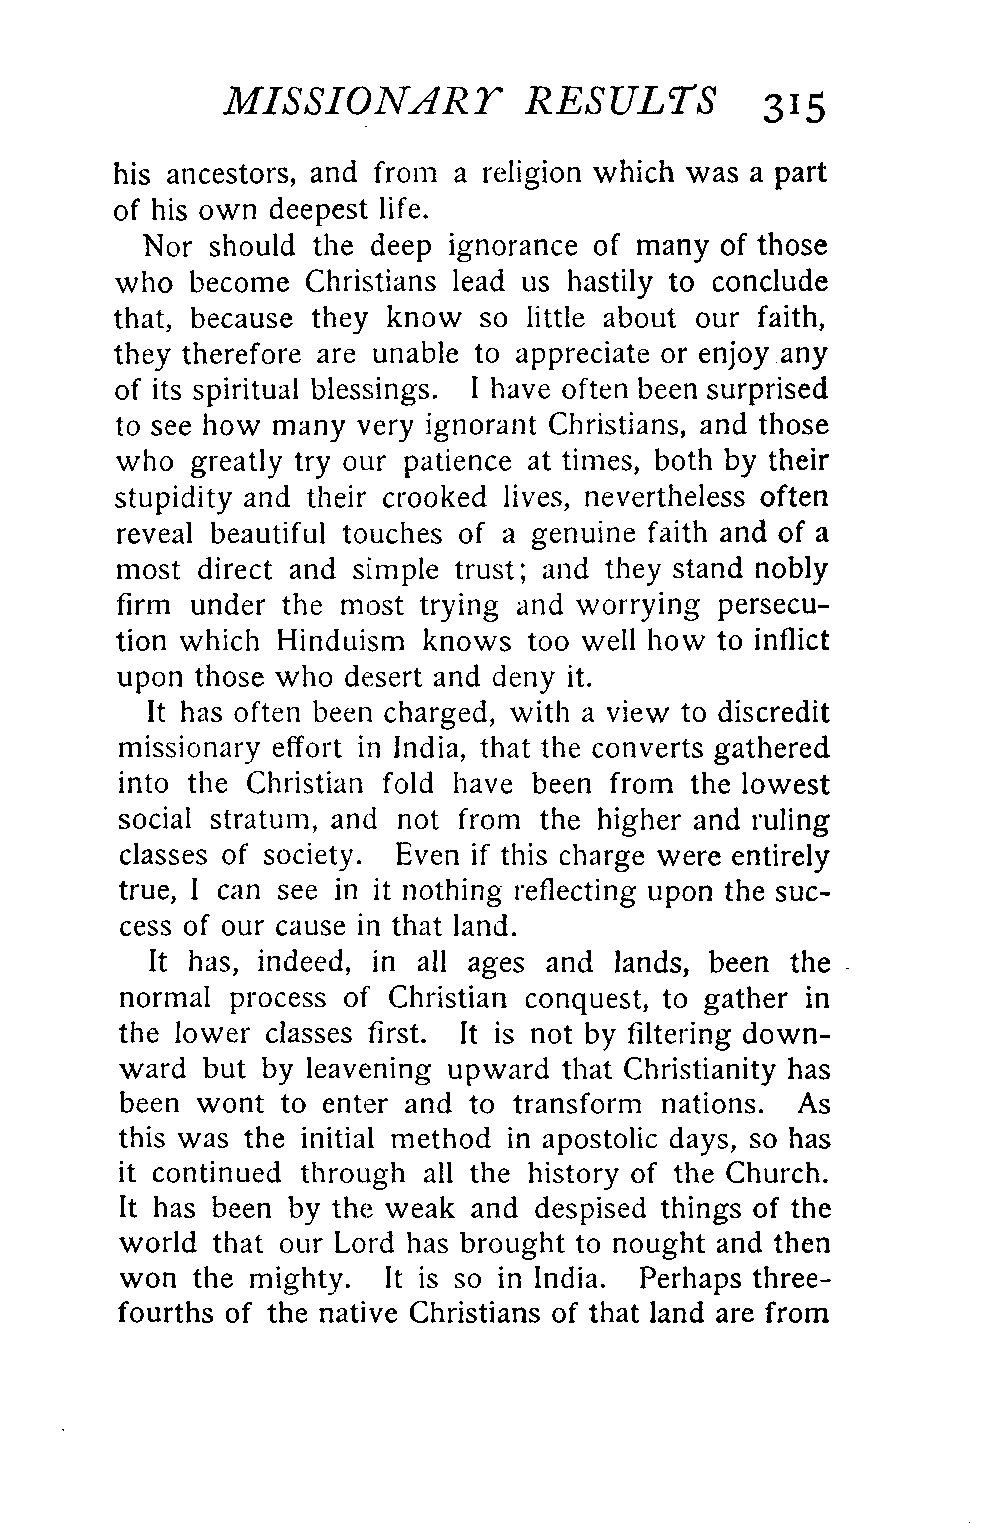 MISSIONARY RESULTS 315
his ancestors, and from a religion which was a part
of his own deepest life.
Nor should the deep ignorance of many of those
who become Christians lead us hastily to conclude
that, because they know so little about our faith,
they therefore are unable to appreciate or enjoy any
of its spiritual blessings. I have often been surprised
to see how many very ignorant Christians, and those
who greatly try our patience at times, both by their
stupidity and their crooked lives, nevertheless often
reveal beautiful touches of a genuine faith and of a
most direct and simple trust; and they stand nobly
firm under the most trying and worrying persecu-
tion which Hinduism knows too well how to inflict
upon those who desert and deny it.
It has often been charged, with a view to discredit
missionary effort in India, that the converts gathered
into the Christian fold have been from the lowest
social stratum, and not from the higher and ruling
classes of society. Even if this charge were entirely
true, I can see in it nothing reflecting upon the suc-
cess of our cause in that land.
It has, indeed, in all ages and lands, been the
normal process of Christian conquest, to gather in
the lower classes first. It is not by filtering down-
ward but by leavening upward that Christianity has
been wont to enter and to transform nations. As
this was the initial method in apostolic days, so has
it continued through all the history of the Church.
It has been by the weak and despised things of the
world that our Lord has brought to nought and then
won the mighty. It is so in India. Perhaps three-
fourths of the native Christians of that land are from